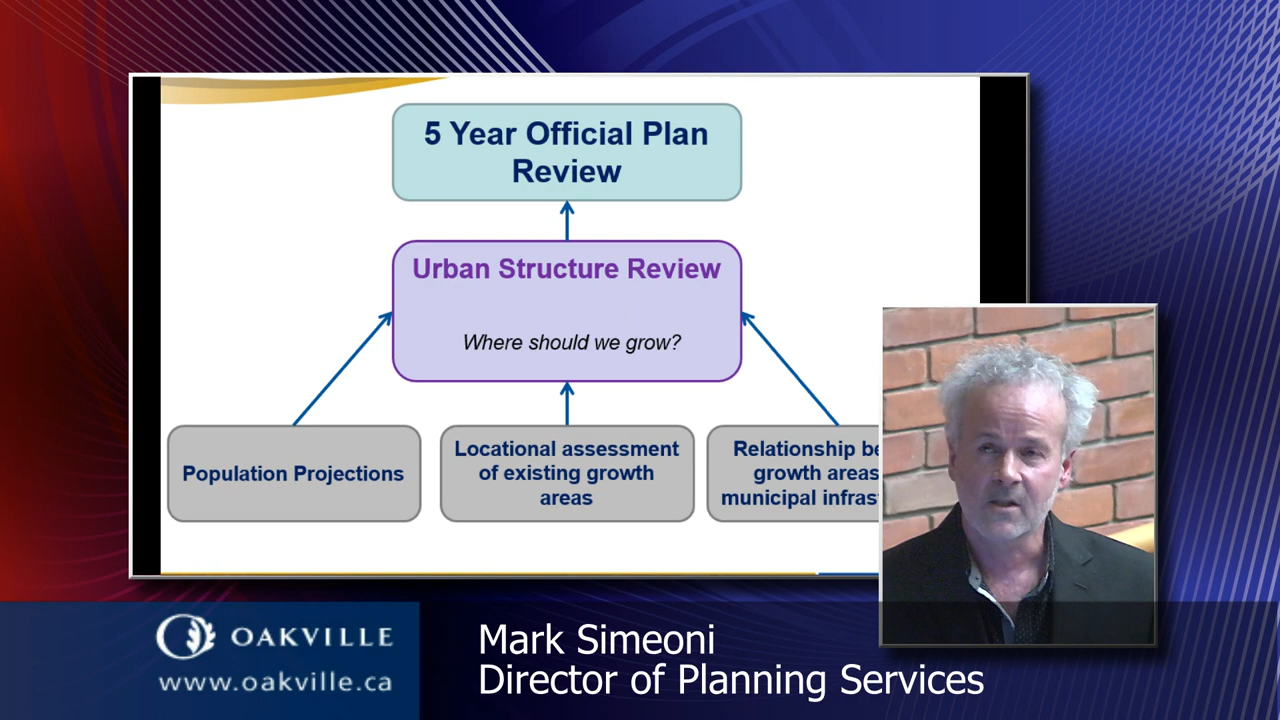 5 Year Official Plan
Review
Urban Structure Review
Where should we grow?
Population Projections
Locational assessment
of existing growth
areas
Relationship be
growth areas
municipal infras
OAKVILLE
www.oakville.ca
Mark Simeoni
Director of Planning Services